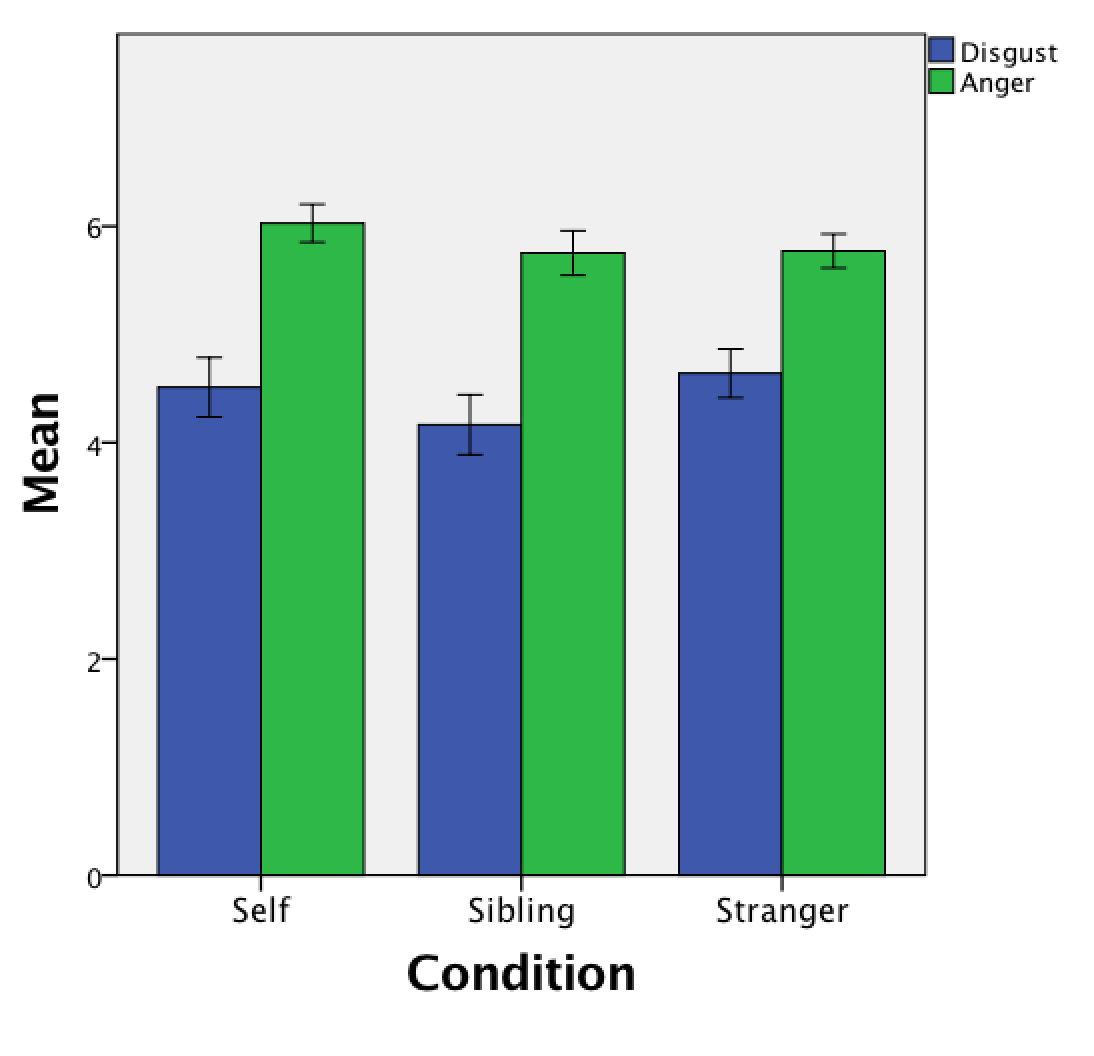 Disgust
Anger
Mean
6
4
2
0
Self Sibling Stranger
Condition